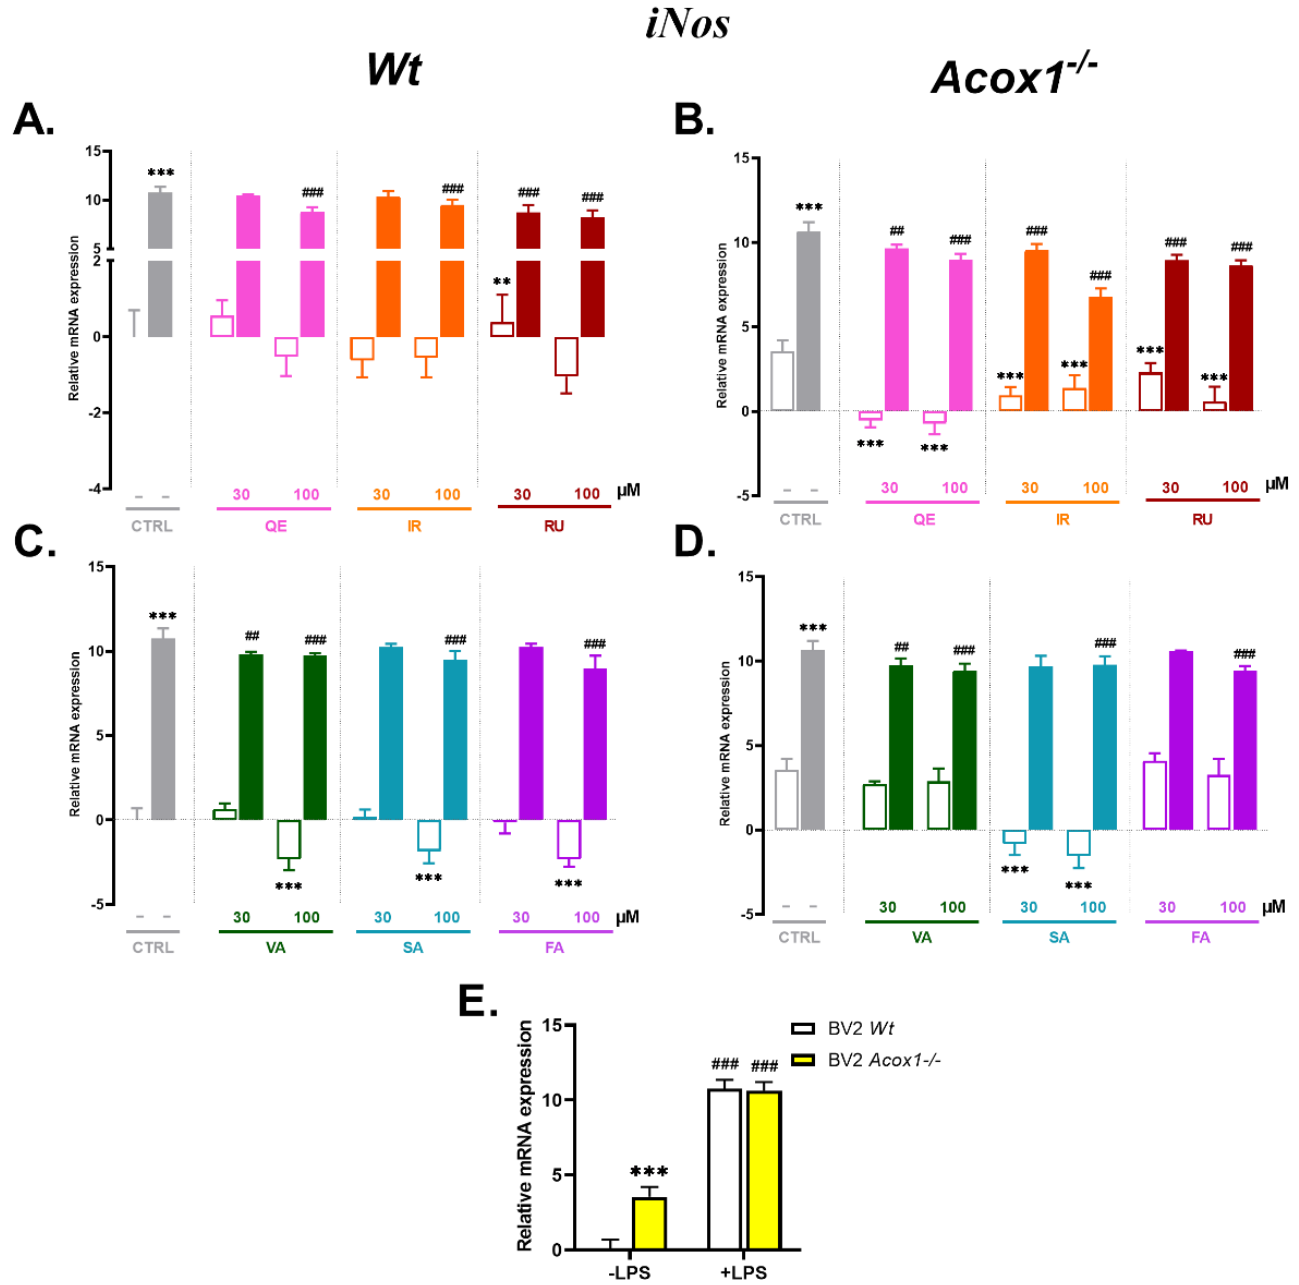 iNos
Wt
Acox1-/-
A.
15
10
5
2
0
-2
-4
Relative mRNA expression
***
###
###
**
###
###
– –
30 100
30 100
30 100
µM
CTRL
QE
IR
RU
B.
15
10
5
0
-5
Relative mRNA expression
***
##
###
***
***
###
###
***
***
###
###
***
***
– –
30 100
30 100
30 100
µM
CTRL
QE
IR
RU
C.
15
10
5
0
-5
Relative mRNA expression
***
##
###
***
###
***
###
***
– –
30 100
30 100
30 100
µM
CTRL
VA
SA
FA
D.
15
10
5
0
-5
Relative mRNA expression
***
##
###
###
***
***
###
– –
30 100
30 100
30 100
µM
CTRL
VA
SA
FA
E.
15
10
5
0
Relative mRNA expression
***
### ###
-LPS
+LPS
BV2 Wt
BV2 Acox1-/-